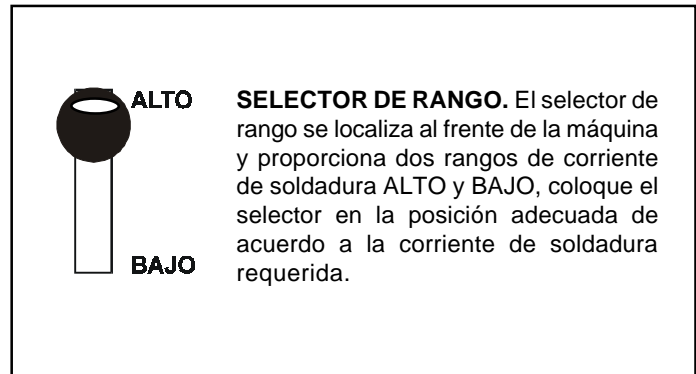 ALTO
BAJO
SELECTOR DE RANGO. El selector de
rango se localiza al frente de la máquina
y proporciona dos rangos de corriente
de soldadura ALTO y BAJO, coloque el
selector en la posición adecuada de
acuerdo a la corriente de soldadura
requerida.